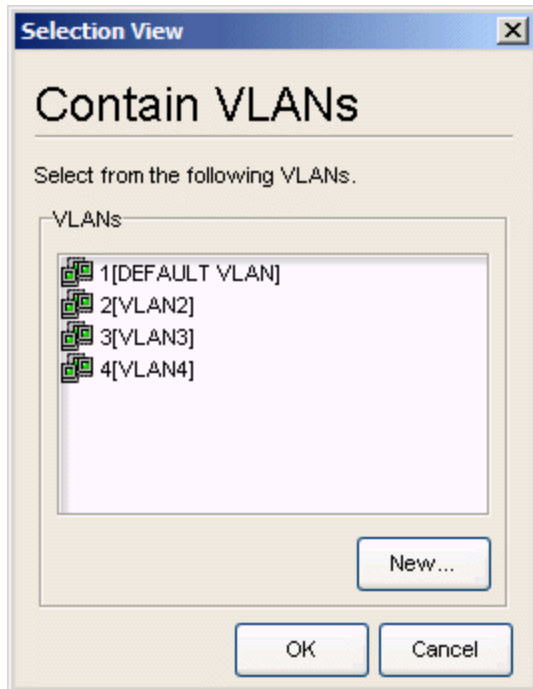 Selection View
Contain VLANs
Select from the following VLANs.
VLANs
1[DEFAULT VLAN]
2[VLAN2]
3[VLAN3]
4[VLAN4]
New...
OK
Cancel